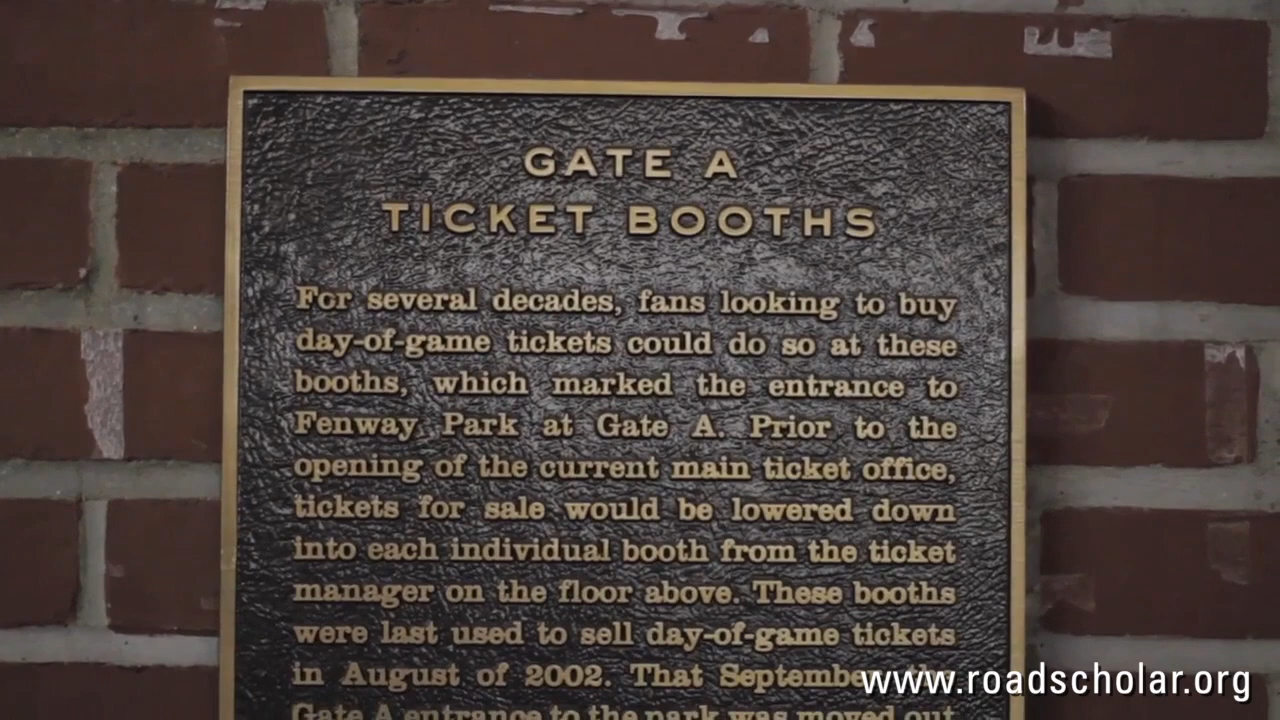 GATE A
TICKET BOOTHS
For several decades, fans looking to buy
day-of-game tickets could do so at these
booths, which marked the entrance to
Fenway Park at Gate A. Prior to the
opening of the current main ticket office,
tickets for sale would be lowered down
into each individual booth from the ticket
manager on the floor above. These booths
were last used to sell day-of-game tickets
in August of 2002. That September the
Gate A entrance to the park was moved out
www.roadscholar.org